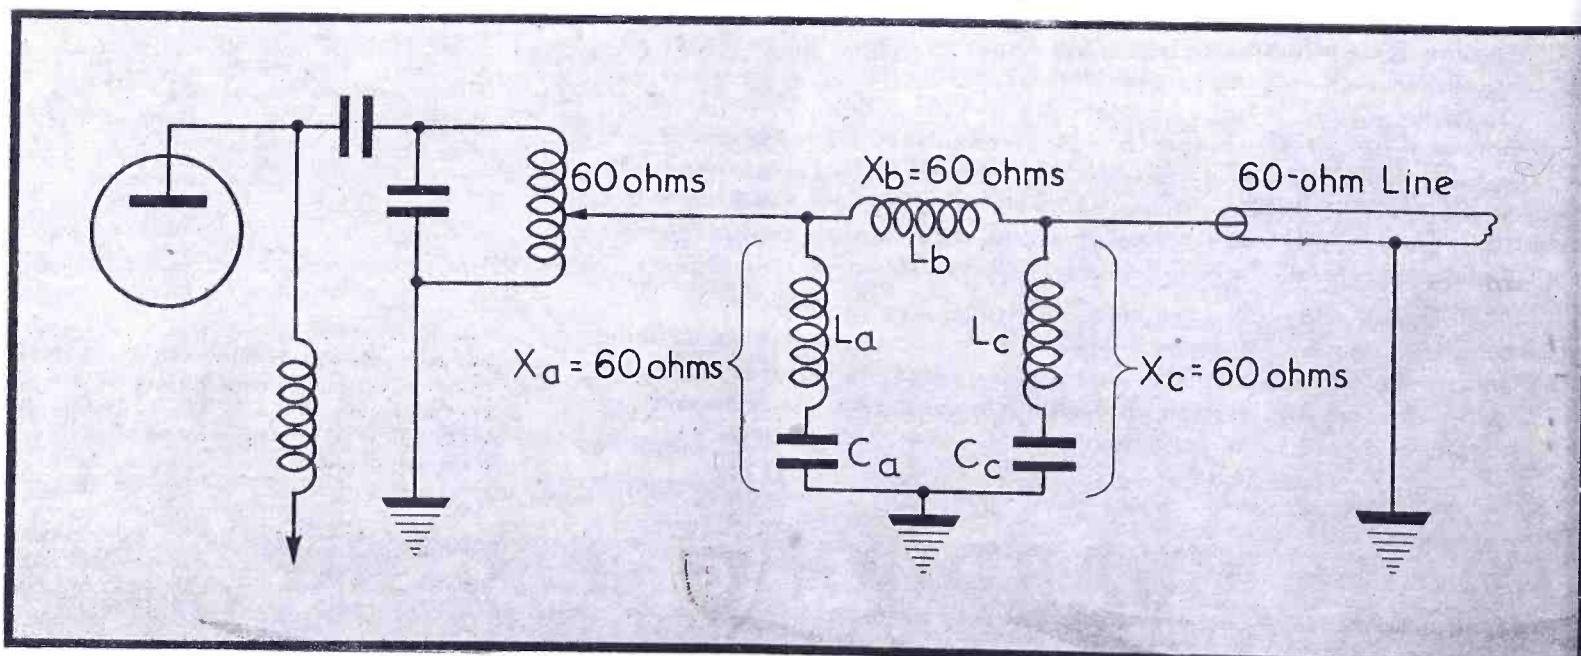 60 ohms
Xb = 60 ohms
60-ohm Line
Lb
La
Lc
Xa = 60 ohms
Xc = 60 ohms
Ca
Cc